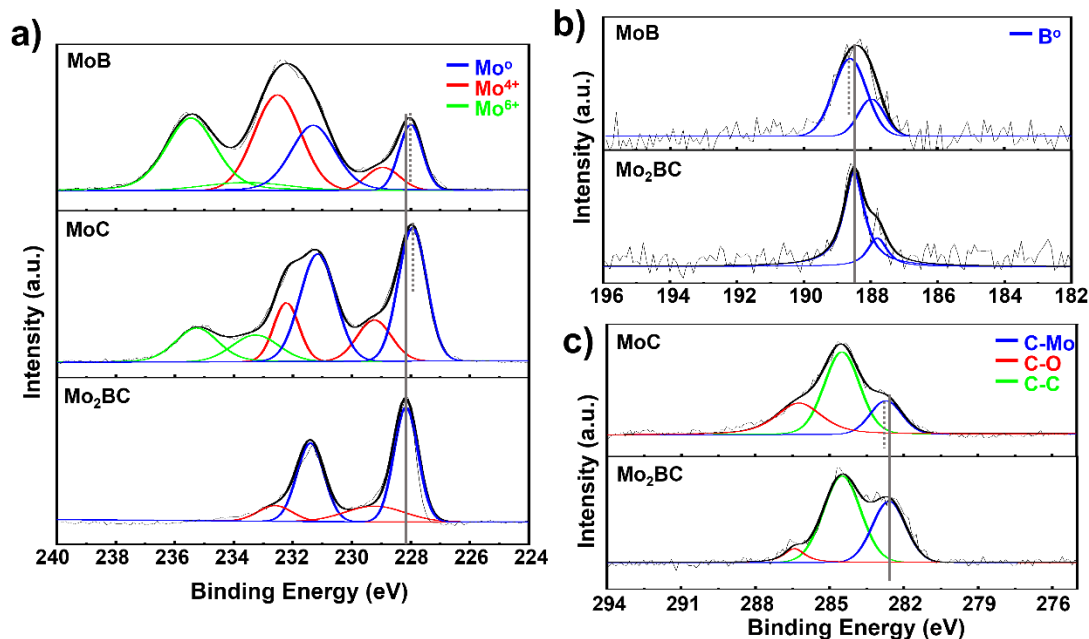 a)
MoB
Mo⁰
Mo⁴⁺
Mo⁶⁺
MoC
Mo₂BC
Intensity (a.u.)
240 238 236 234 232 230 228 226 224
Binding Energy (eV)
b)
MoB
B⁰
Mo₂BC
Intensity (a.u.)
196 194 192 190 188 186 184 182
c)
MoC
C-Mo
C-O
C-C
Mo₂BC
Intensity (a.u.)
294 291 288 285 282 279 276
Binding Energy (eV)